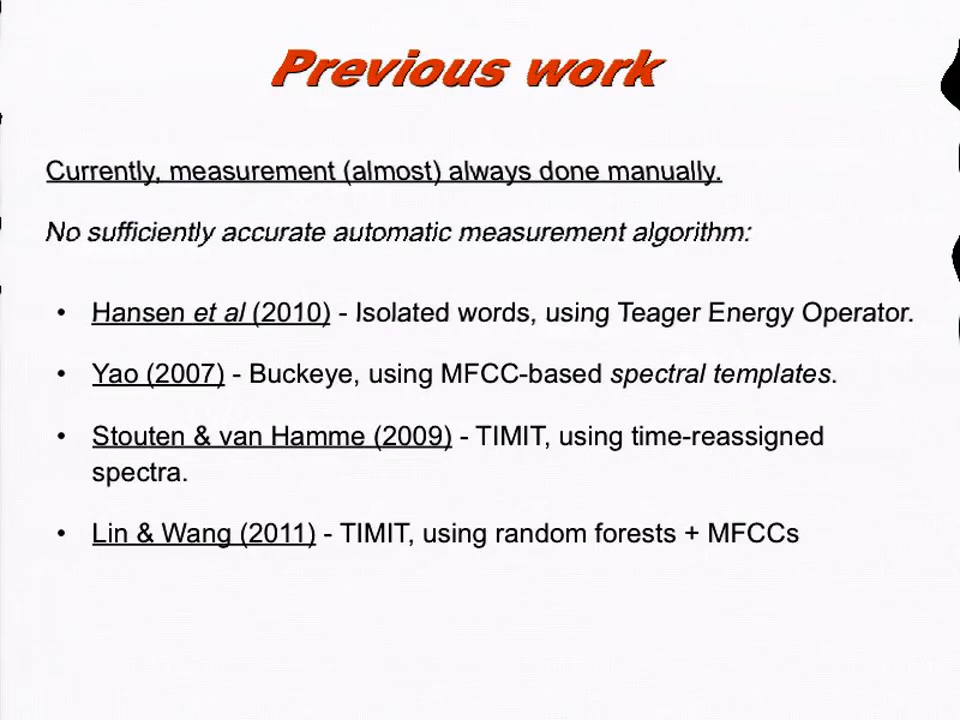 Previous work
Currently, measurement (almost) always done manually.
No sufficiently accurate automatic measurement algorithm:
• Hansen et al (2010) - Isolated words, using Teager Energy Operator.
• Yao (2007) - Buckeye, using MFCC-based spectral templates.
• Stouten & van Hamme (2009) - TIMIT, using time-reassigned
spectra.
• Lin & Wang (2011) - TIMIT, using random forests + MFCCs